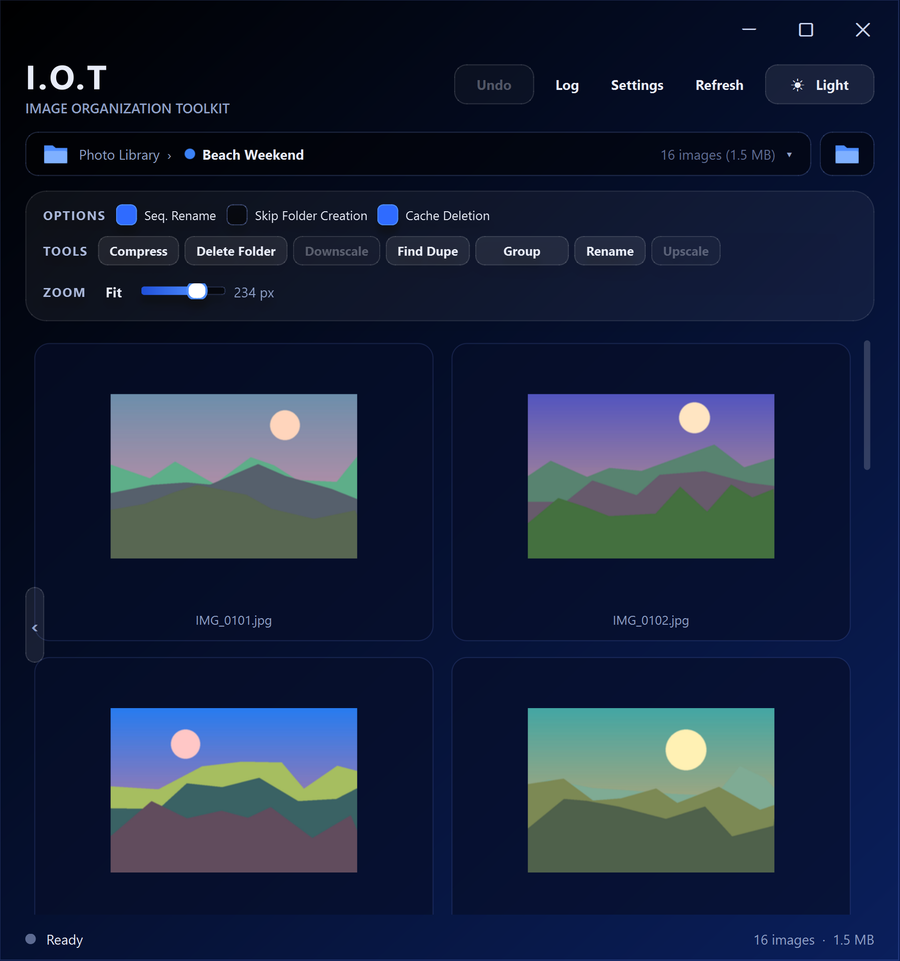 I.O.T
IMAGE ORGANIZATION TOOLKIT
Undo Log Settings Refresh Light
Photo Library › Beach Weekend 16 images (1.5 MB)
OPTIONS Seq. Rename Skip Folder Creation Cache Deletion
TOOLS Compress Delete Folder Downscale Find Dupe Group Rename Upscale
ZOOM Fit 234 px
IMG_0101.jpg IMG_0102.jpg
Ready 16 images · 1.5 MB